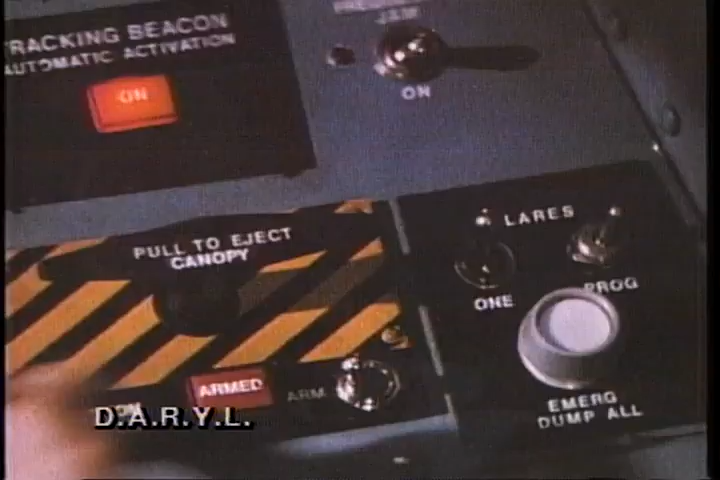 TRACKING BEACON
AUTOMATIC ACTIVATION
ON
JAM
ON
PULL TO EJECT
CANOPY
LARES
ONE
PROG
ARMED
ARM
EMERG
DUMP ALL
D.A.R.Y.L.